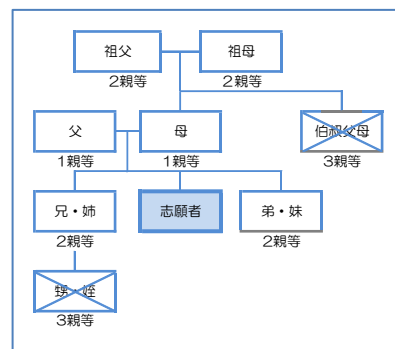 祖父 祖母
2親等 2親等
父 母 伯叔父母
1親等 1親等 3親等
兄・姉 志願者 弟・妹
2親等 2親等
甥・姪
3親等